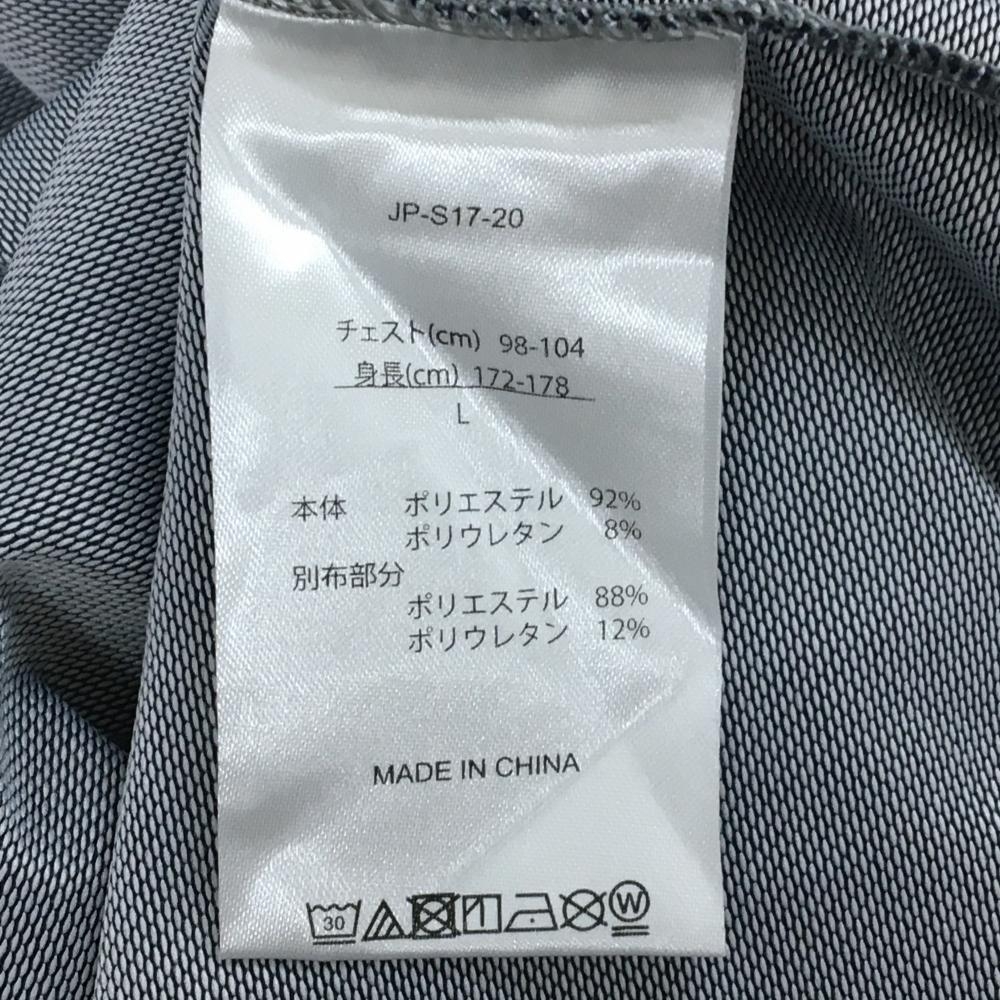 JP-S17-20
チェスト(cm) 98-104
身長(cm) 172-178
L
本体 ポリエステル 92%
ポリウレタン 8%
別布部分
ポリエステル 88%
ポリウレタン 12%
MADE IN CHINA
30 W